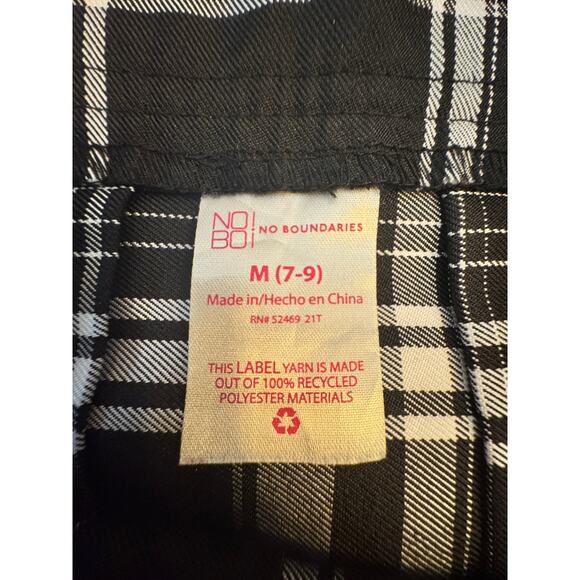 NO!
BO!
NO BOUNDARIES
M (7-9)
Made in/Hecho en China
RN# 52469 21T
THIS LABEL YARN IS MADE
OUT OF 100% RECYCLED
POLYESTER MATERIALS